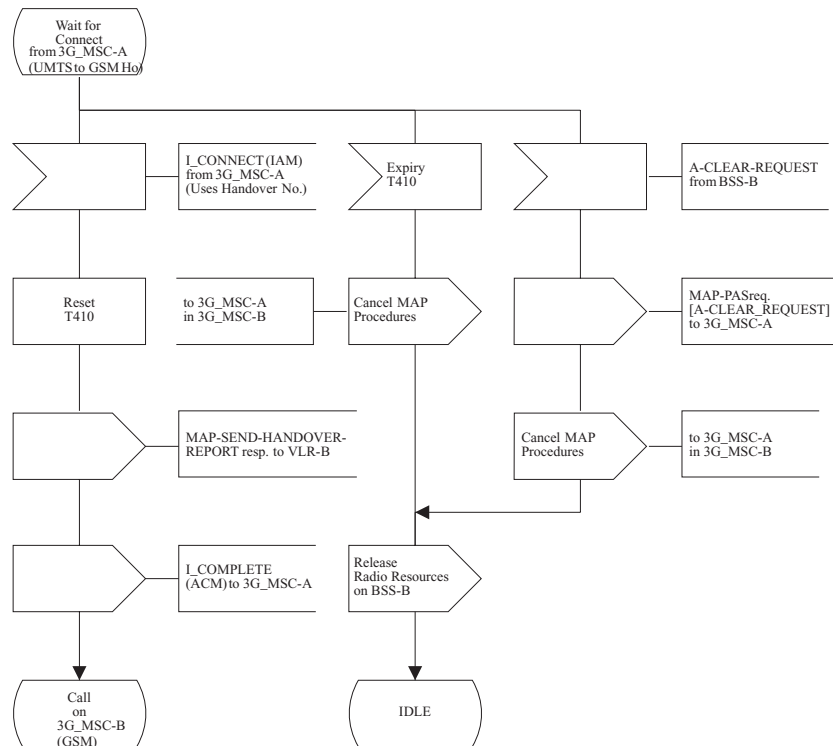 Wait for
Connect
from 3G_MSC-A
(UMTS to GSM Ho)
I_CONNECT (IAM)
from 3G_MSC-A
(Uses Handover No.)
Expiry
T410
A-CLEAR-REQUEST
from BSS-B
Reset
T410
to 3G_MSC-A
in 3G_MSC-B
Cancel MAP
Procedures
MAP-PASreq.
[A-CLEAR_REQUEST]
to 3G_MSC-A
MAP-SEND-HANDOVER-
REPORT resp. to VLR-B
Cancel MAP
Procedures
to 3G_MSC-A
in 3G_MSC-B
I_COMPLETE
(ACM) to 3G_MSC-A
Release
Radio Resources
on BSS-B
Call
on
3G_MSC-B
(GSM)
IDLE